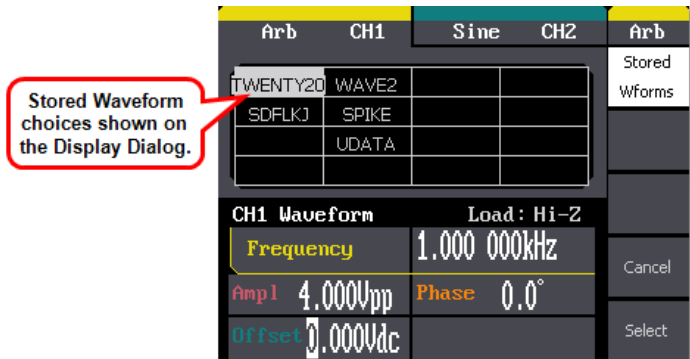 Arb CH1 Sine CH2 Arb
Stored
Wforms
Stored Waveform
choices shown on
the Display Dialog.
TWENTY20 WAVE2
SDFLKJ SPIKE
UDATA
CH1 Waveform Load: Hi-Z
Frequency 1.000 000kHz
Cancel
Ampl 4.000Vpp Phase 0.0°
Offset 0.000Vdc
Select